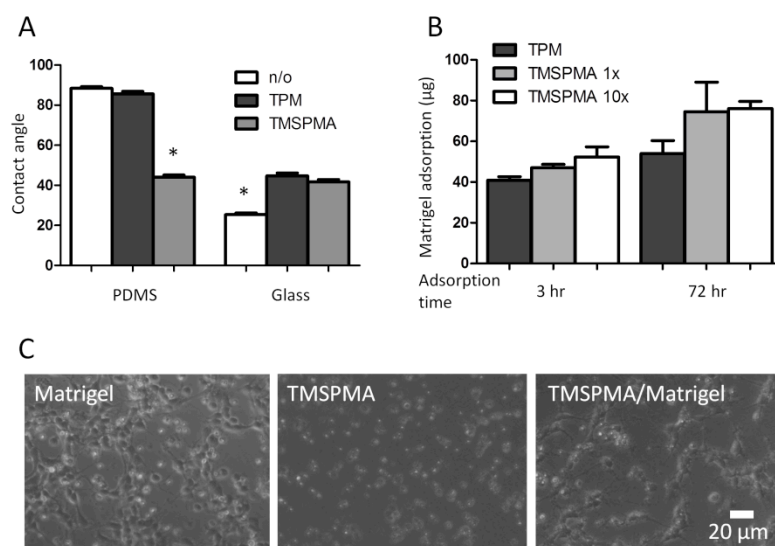 A
Contact angle
100
80
60
40
20
0
n/o
TPM
TMSPMA
*
*
PDMS
Glass
B
Matrigel adsorption (µg)
100
80
60
40
20
0
TPM
TMSPMA 1x
TMSPMA 10x
Adsorption
time
3 hr
72 hr
C
Matrigel
TMSPMA
TMSPMA/Matrigel
20 µm